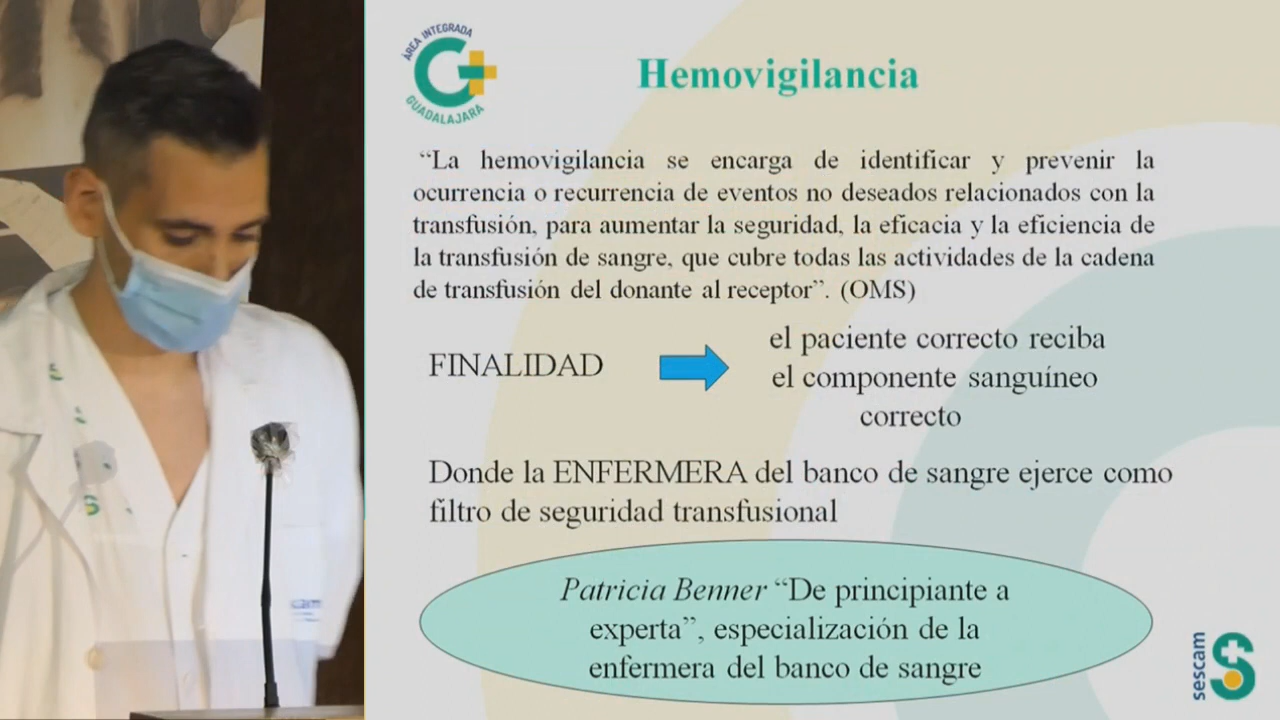 ÁREA INTEGRADA
GUADALAJARA
Hemovigilancia
“La hemovigilancia se encarga de identificar y prevenir la
ocurrencia o recurrencia de eventos no deseados relacionados con la
transfusión, para aumentar la seguridad, la eficacia y la eficiencia de
la transfusión de sangre, que cubre todas las actividades de la cadena
de transfusión del donante al receptor”. (OMS)
FINALIDAD
el paciente correcto reciba
el componente sanguíneo
correcto
Donde la ENFERMERA del banco de sangre ejerce como
filtro de seguridad transfusional
Patricia Benner “De principiante a
experta”, especialización de la
enfermera del banco de sangre
sescam